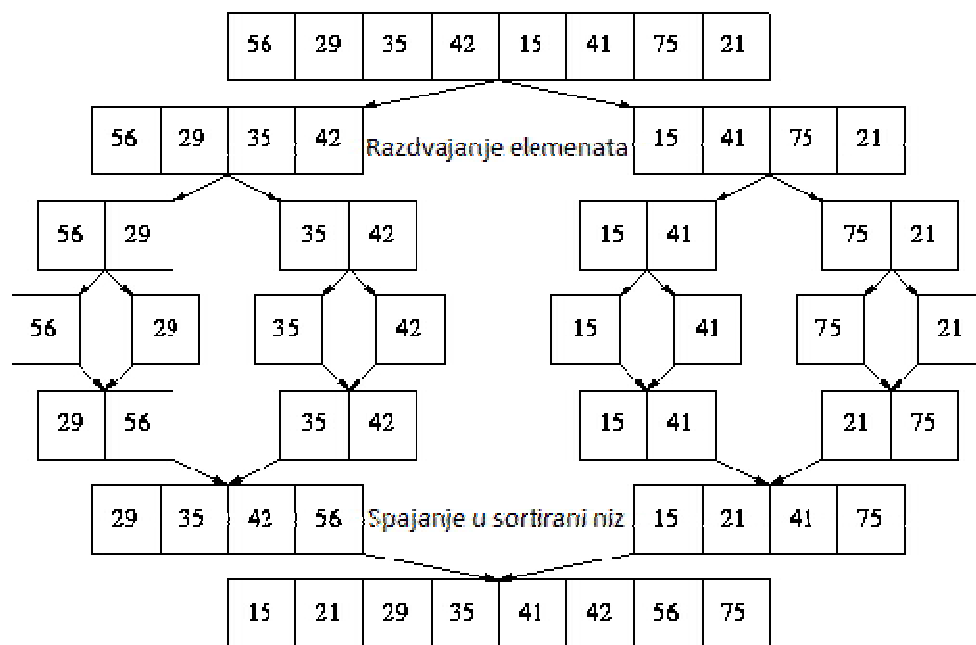 56 29 35 42 15 41 75 21
56 29 35 42 Razdvajanje elemenata 15 41 75 21
56 29 35 42 15 41 75 21
56 29 35 42 15 41 75 21
29 56 35 42 15 41 21 75
29 35 42 56 Spajanje u sortirani niz 15 21 41 75
15 21 29 35 41 42 56 75